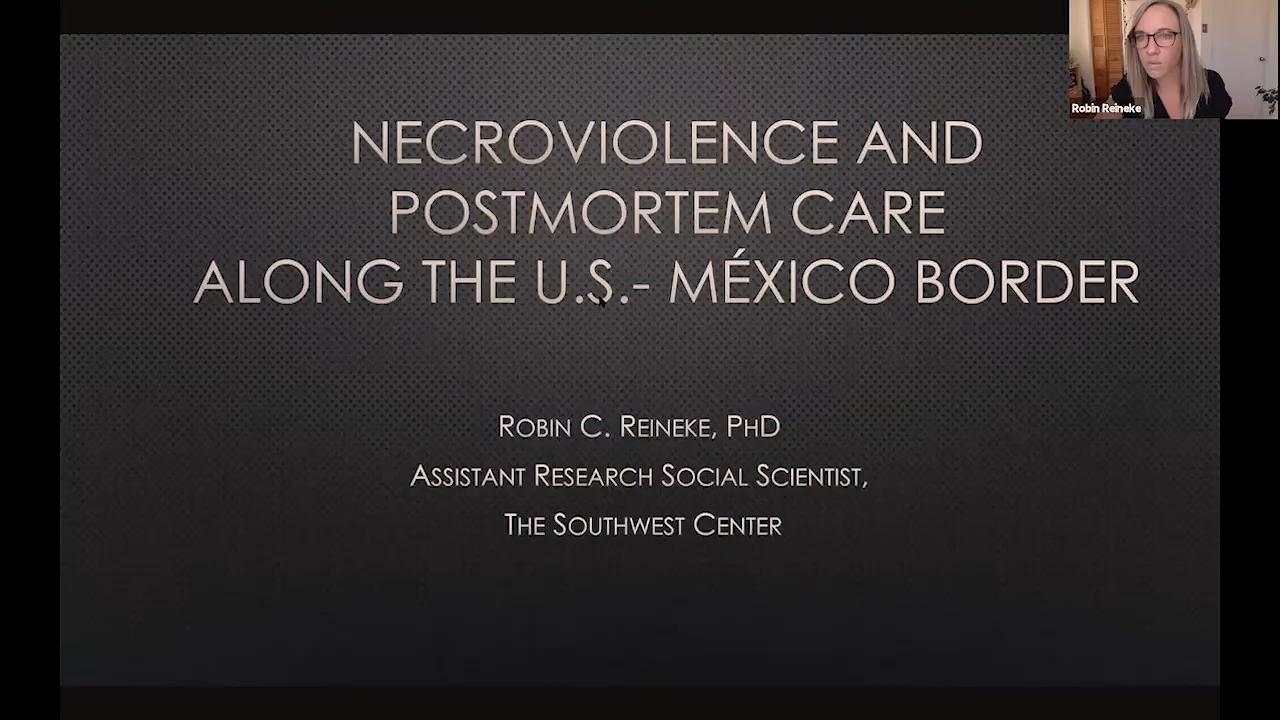 NECROVIOLENCE AND
POSTMORTEM CARE
ALONG THE U.S.- MÉXICO BORDER
ROBIN C. REINEKE, PHD
ASSISTANT RESEARCH SOCIAL SCIENTIST,
THE SOUTHWEST CENTER
Robin Reineke